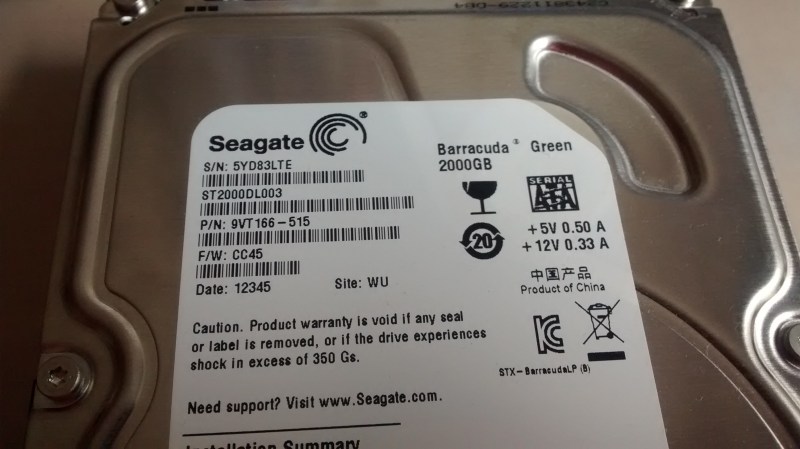 Seagate
S/N: 5YD83LTE
ST2000DL003
P/N: 9VT166-515
F/W: CC45
Date: 12345 Site: WU
Barracuda® Green
2000GB
SERIAL
ATA
20
+5V 0.50 A
+12V 0.33 A
中国产品
Product of China
STX-BarracudaLP (B)
Caution. Product warranty is void if any seal
or label is removed, or if the drive experiences
shock in excess of 350 Gs.
Need support? Visit www.Seagate.com.
Installation Summary